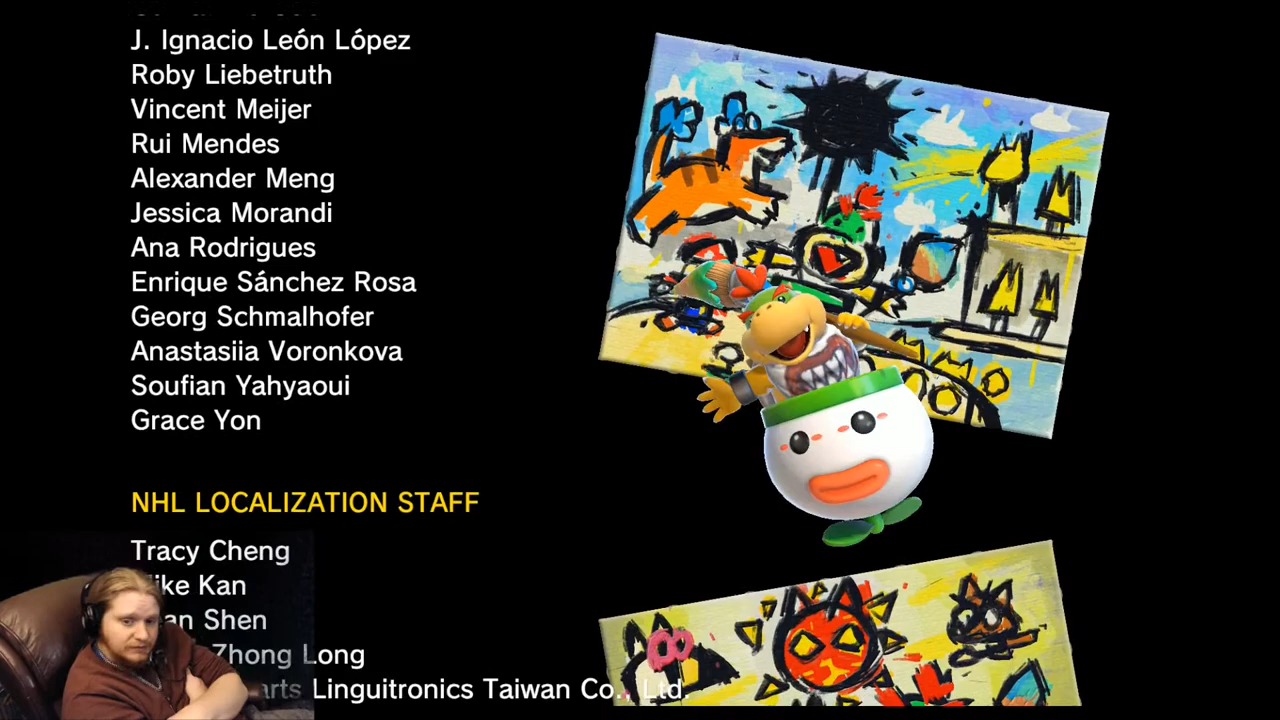 J. Ignacio León López
Roby Liebetruth
Vincent Meijer
Rui Mendes
Alexander Meng
Jessica Morandi
Ana Rodrigues
Enrique Sánchez Rosa
Georg Schmalhofer
Anastasiia Voronkova
Soufian Yahyaoui
Grace Yon
NHL LOCALIZATION STAFF
Tracy Cheng
Kan
Shen
Zhong Long
Linguitronics Taiwan Co., Ltd.